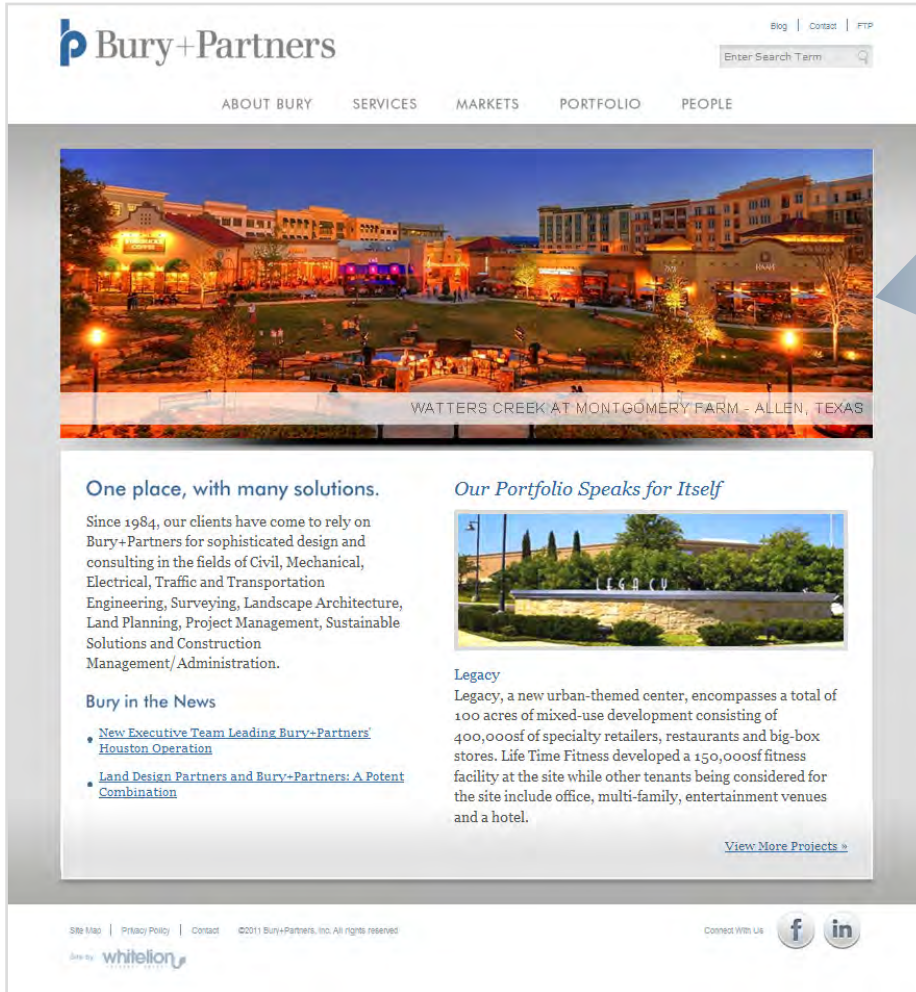 Bury+Partners
Blog | Contact | FTP
Enter Search Term
ABOUT BURY SERVICES MARKETS PORTFOLIO PEOPLE
WATTERS CREEK AT MONTGOMERY FARM - ALLEN, TEXAS
One place, with many solutions.
Since 1984, our clients have come to rely on
Bury+Partners for sophisticated design and
consulting in the fields of Civil, Mechanical,
Electrical, Traffic and Transportation
Engineering, Surveying, Landscape Architecture,
Land Planning, Project Management, Sustainable
Solutions and Construction
Management/Administration.
Bury in the News
New Executive Team Leading Bury+Partners'
Houston Operation
Land Design Partners and Bury+Partners: A Potent
Combination
Our Portfolio Speaks for Itself
LEGACY
Legacy
Legacy, a new urban-themed center, encompasses a total of
100 acres of mixed-use development consisting of
400,000sf of specialty retailers, restaurants and big-box
stores. Life Time Fitness developed a 150,000sf fitness
facility at the site while other tenants being considered for
the site include office, multi-family, entertainment venues
and a hotel.
View More Projects »
Site Map | Privacy Policy | Contact ©2011 Bury+Partners, Inc. All rights reserved
Site by whitelion
Connect With Us f in